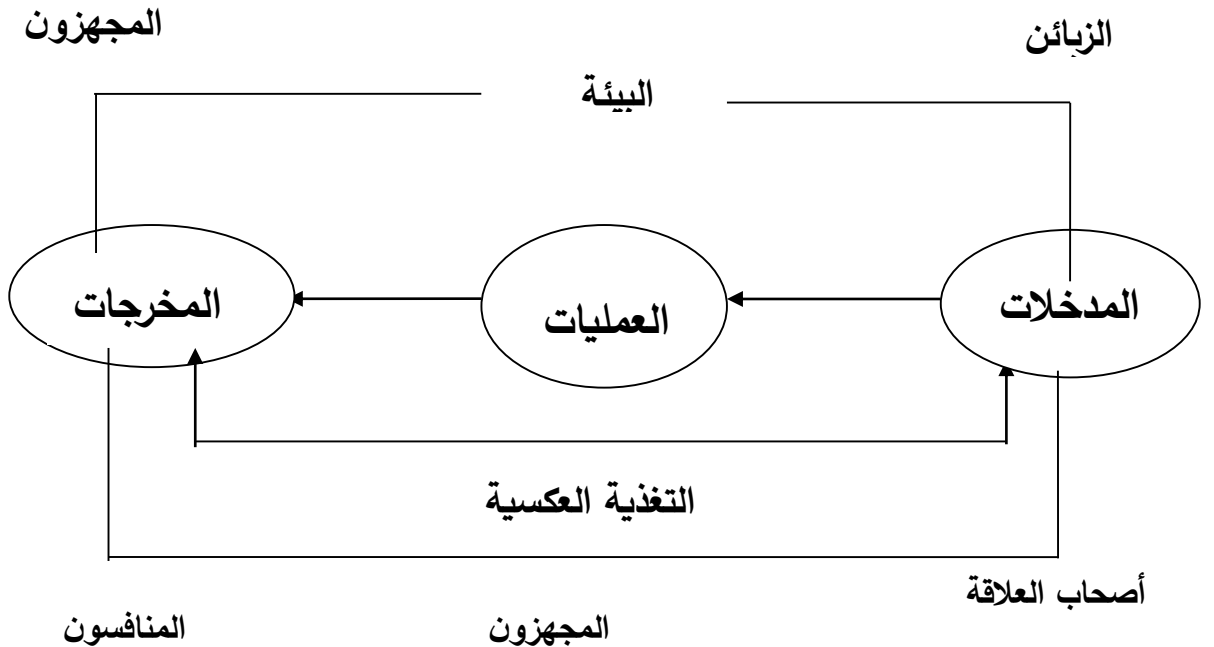 الزبائن
المجهزون
البيئة
المدخلات
العمليات
المخرجات
التغذية العكسية
أصحاب العلاقة
المجهزون
المنافسون